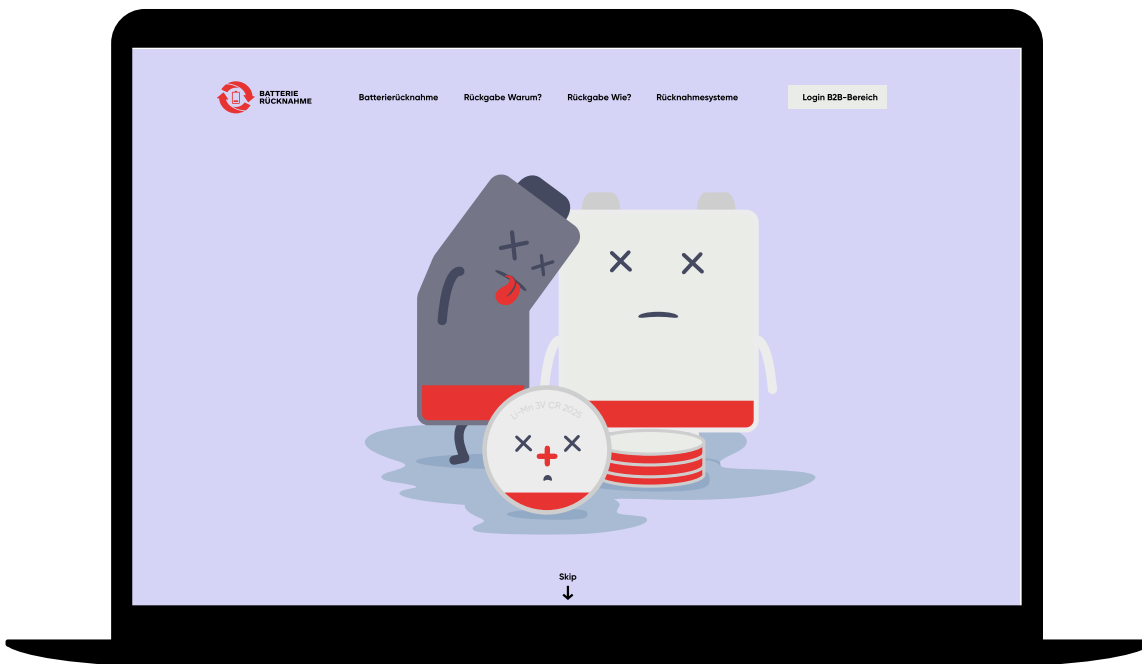 BATTERIE
RÜCKNAHME
Batterierücknahme Rückgabe Warum? Rückgabe Wie? Rücknahmesysteme Login B2B-Bereich
Li-Mn 3V CR 2025
Skip